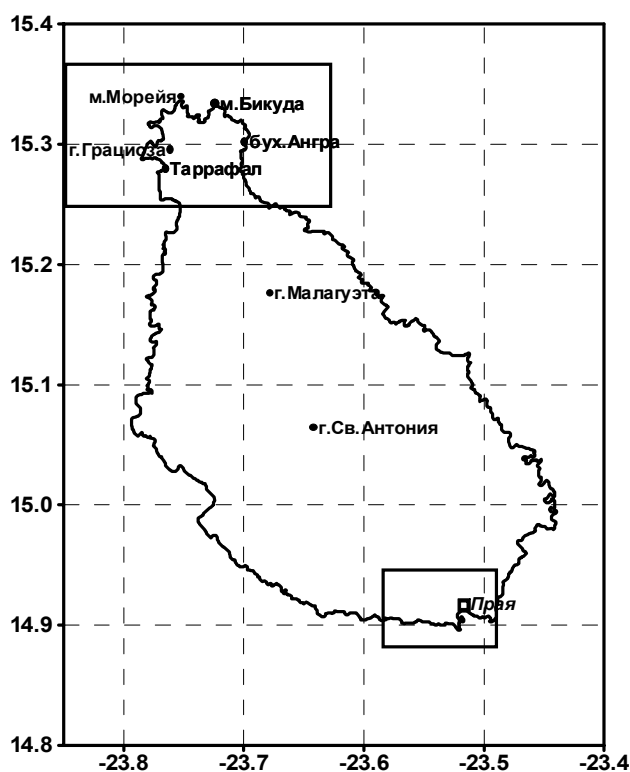 15.4
м.Морейя
м.Бикуда
15.3
бух.Ангра
г.Грациоза
Таррафал
15.2
г.Малагуэта
15.1
г.Св.Антония
15.0
Прая
14.9
14.8
-23.8 -23.7 -23.6 -23.5 -23.4